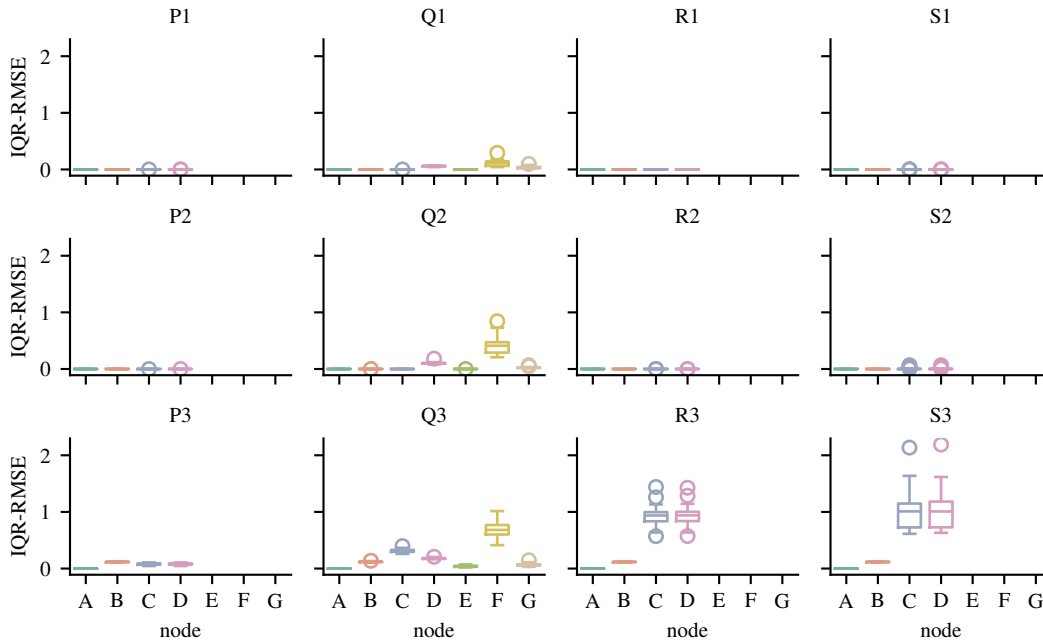 P1 Q1 R1 S1
IQR-RMSE
2
1
0
P2 Q2 R2 S2
IQR-RMSE
2
1
0
P3 Q3 R3 S3
IQR-RMSE
2
1
0
A B C D E F G A B C D E F G A B C D E F G A B C D E F G
node node node node